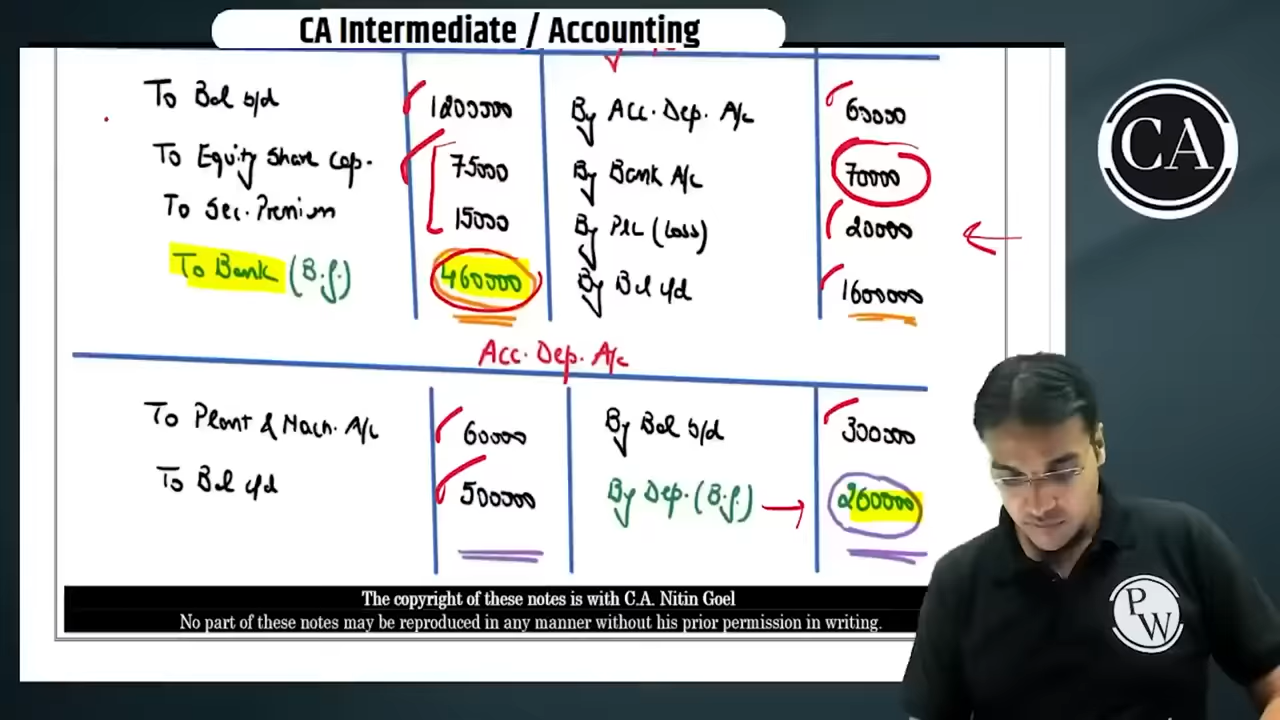 CA Intermediate / Accounting
To Bal b/d 1200000 By Acc. Dep. A/c 60000
To Equity Share Cap. 75000 By Bank A/c 70000
To Sec. Premium 15000 By P&L (Loss) 20000
To Bank (B.f.) 460000 By Bal c/d 1600000
Acc. Dep. A/c
To Plant & Mach. A/c 60000 By Bal b/d 300000
To Bal c/d 500000 By Dep. (B.f.) 260000
The copyright of these notes is with C.A. Nitin Goel
No part of these notes may be reproduced in any manner without his prior permission in writing.
CA
PW